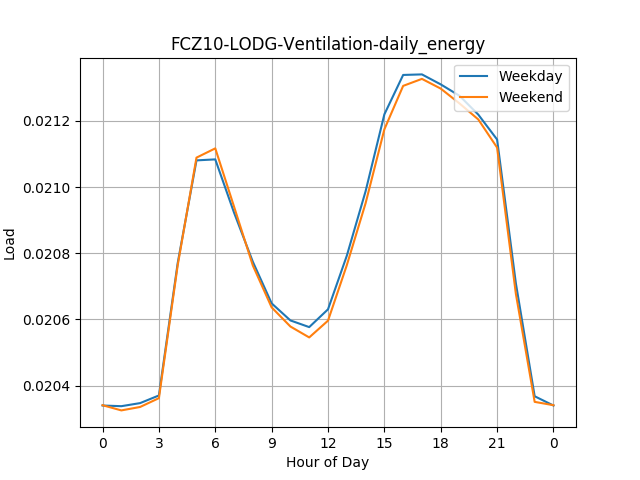 FCZ10-LODG-Ventilation-daily_energy
Weekday
Weekend
0.0212
0.0210
0.0208
0.0206
0.0204
Load
0 3 6 9 12 15 18 21 0
Hour of Day